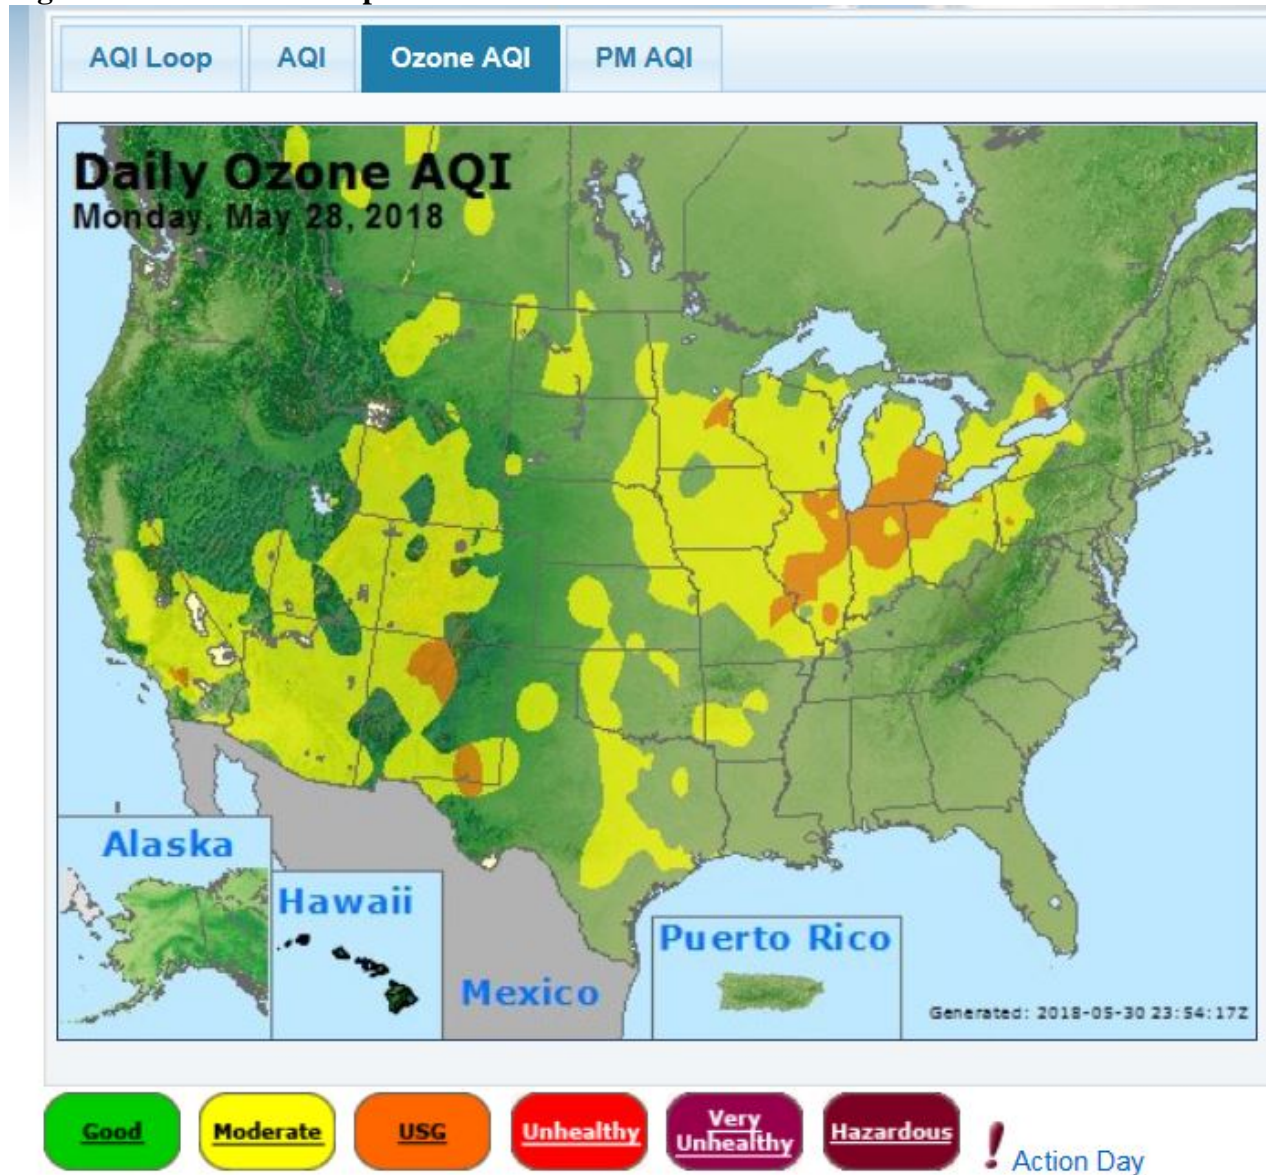 AQI Loop AQI Ozone AQI PM AQI
Daily Ozone AQI
Monday, May 28, 2018
Alaska
Hawaii
Mexico
Puerto Rico
Generated: 2018-05-30 23:54:17Z
Good Moderate USG Unhealthy Very Unhealthy Hazardous ! Action Day